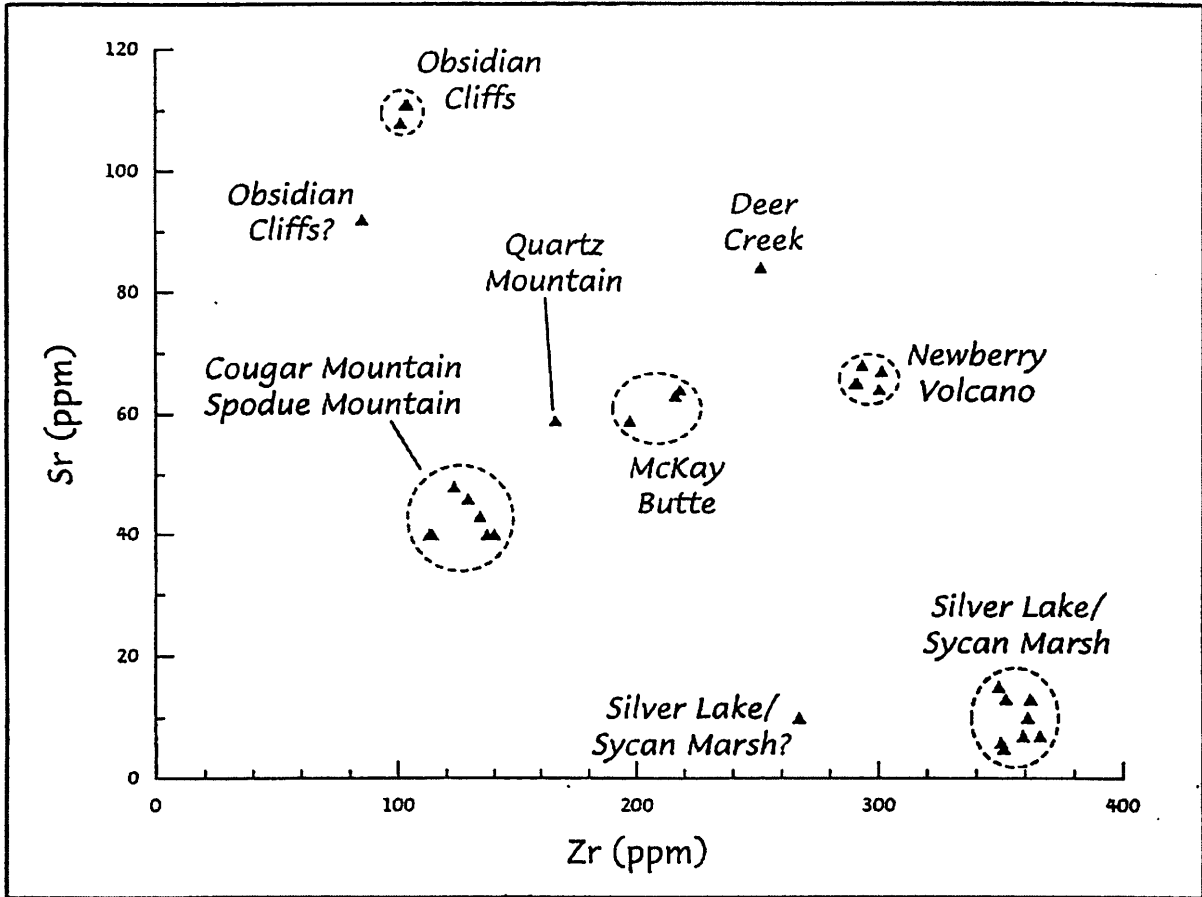 120
100
80
60
40
20
0
Sr (ppm)
Obsidian
Cliffs
Obsidian
Cliffs?
Deer
Creek
Quartz
Mountain
Newberry
Volcano
Cougar Mountain
Spodue Mountain
McKay
Butte
Silver Lake/
Sycan Marsh
Silver Lake/
Sycan Marsh?
0
100
200
300
400
Zr (ppm)